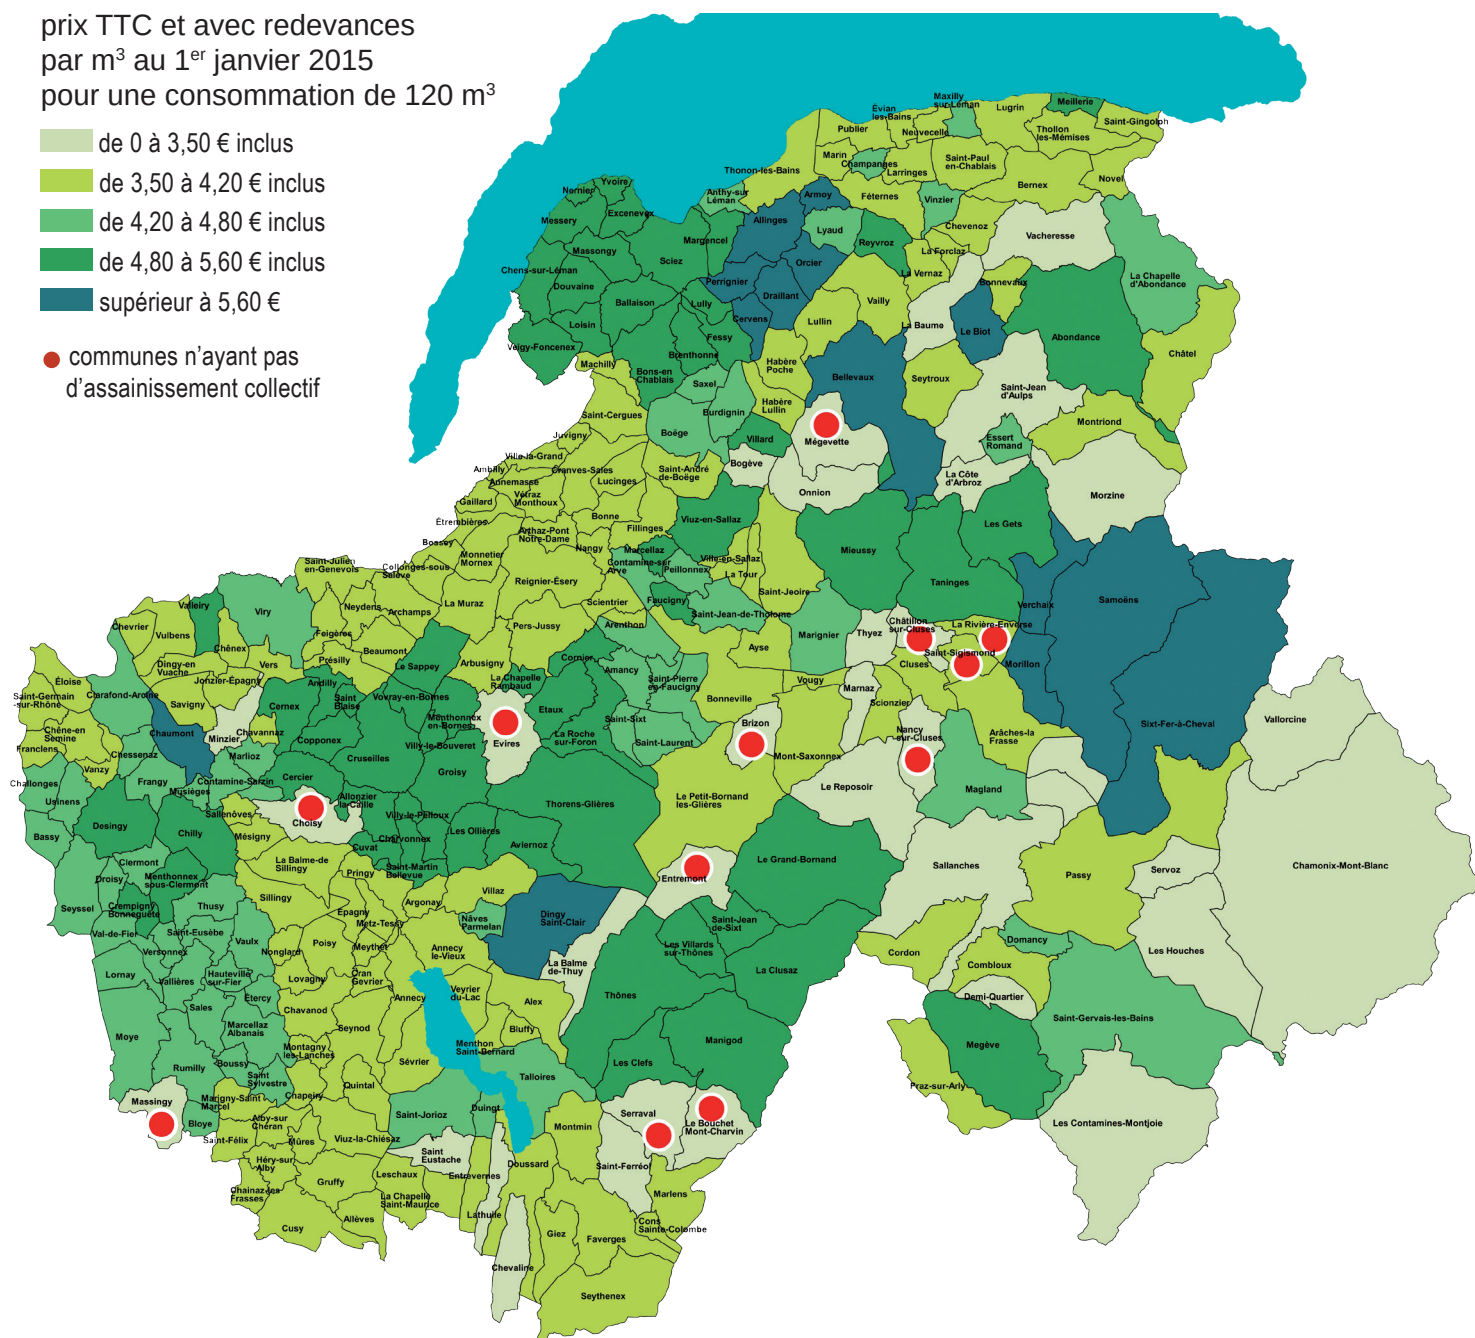 prix TTC et avec redevances
par m³ au 1er janvier 2015
pour une consommation de 120 m³
de 0 à 3,50 € inclus
de 3,50 à 4,20 € inclus
de 4,20 à 4,80 € inclus
de 4,80 à 5,60 € inclus
supérieur à 5,60 €
communes n’ayant pas
d’assainissement collectif
Évian
les-Bains
Maxilly
sur-Léman
Lugrin
Meillerie
Saint-Gingolph
Publier
Neuvecelle
Thollon
les-Mémises
Marin
Champanges
Larringes
Saint-Paul
en-Chablais
Thonon-les-Bains
Bernex
Novel
Nernier
Yvoire
Anthy-sur
Léman
Armoy
Féternes
Vinzier
Messery
Excenevex
Allinges
Lyaud
Reyvroz
Chevenoz
Vacheresse
Massongy
Sciez
Margencel
Orcier
La Forclaz
La Vernaz
Bonnevaux
La Chapelle
d'Abondance
Chens-sur-Léman
Douvaine
Ballaison
Lully
Perrignier
Draillant
Vailly
Cervens
Lullin
La Baume
Le Biot
Abondance
Châtel
Loisin
Fessy
Veigy-Foncenex
Brenthonne
Machilly
Bons-en
Chablais
Saxel
Habère
Poche
Bellevaux
Seytroux
Saint-Jean
d'Aulps
Saint-Cergues
Burdignin
Habère
Lullin
Montriond
Juvigny
Boëge
Villard
Mégevette
Essert
Romand
Ville-la-Grand
Ambilly
Cranves-Sales
Saint-André
de-Boëge
Bogève
La Côte
d'Arbroz
Annemasse
Lucinges
Onnion
Morzine
Gaillard
Vétraz
Monthoux
Étrembières
Bonne
Viuz-en-Sallaz
Les Gets
Arthaz-Pont
Notre-Dame
Fillinges
Bossey
Nangy
Marcellaz
Mieussy
Monnetier
Mornex
Contamine-sur
Arve
Peillonnex
Ville-en-Sallaz
La Tour
Saint-Julien
en-Genevois
Collonges-sous
Salève
Reignier-Ésery
Saint-Jeoire
Taninges
Samoëns
Valleiry
Viry
Neydens
Archamps
La Muraz
Scientrier
Faucigny
Saint-Jean-de-Tholome
Verchaix
Chevrier
Vulbens
Feigères
Pers-Jussy
Arenthon
Marignier
Thyez
Châtillon
sur-Cluses
La Rivière-Enverse
Chênex
Beaumont
Saint-Sigismond
Dingy-en
Vuache
Vers
Présilly
Le Sappey
Arbusigny
Cornier
Amancy
Ayse
Cluses
Morillon
Éloise
Jonzier-Épagny
Andilly
La Chapelle
Rambaud
Saint-Pierre
en-Faucigny
Vougy
Marnaz
Saint-Germain
-sur-Rhône
Clarafond-Arcine
Savigny
Cernex
Saint
Blaise
Vovray-en-Bornes
Etaux
Bonneville
Scionzier
Sixt-Fer-à-Cheval
Vallorcine
Chêne-en
Semine
Chaumont
Minzier
Chavannaz
Copponex
Menthonnex
en-Bornes
Evires
Saint-Sixt
Brizon
Nancy
sur-Cluses
Arâches-la
Frasse
Franclens
Chessenaz
Marlioz
Villy-le-Bouveret
La Roche
sur-Foron
Saint-Laurent
Mont-Saxonnex
Vanzy
Cruseilles
Challonges
Frangy
Contamine-Sarzin
Cercier
Groisy
Le Reposoir
Magland
Usinens
Musièges
Allonzier
la-Caille
Thorens-Glières
Le Petit-Bornand
les-Glières
Bassy
Desingy
Chilly
Sallenôves
Choisy
Villy-le-Pelloux
Mésigny
Cuvat
Charvonnex
Les Ollières
Aviernoz
Le Grand-Bornand
Sallanches
Passy
Servoz
Chamonix-Mont-Blanc
Clermont
La Balme-de
Sillingy
Saint-Martin
Bellevue
Entremont
Droisy
Menthonnex
sous-Clermont
Pringy
Seyssel
Crempigny
Bonneguête
Thusy
Sillingy
Argonay
Villaz
Epagny
Metz-Tessy
Nâves
Parmelan
Dingy
Saint-Clair
Saint-Jean
de-Sixt
Val-de-Fier
Saint-Eusèbe
Versonnex
Vaulx
Nonglard
Poisy
Meythet
Annecy
le-Vieux
La Balme
de-Thuy
Les Villards
sur-Thônes
La Clusaz
Cordon
Domancy
Les Houches
Lornay
Vallières
Hauteville
sur-Fier
Lovagny
Cran
Gevrier
Combloux
Étercy
Annecy
Veyrier
du-Lac
Alex
Thônes
Demi-Quartier
Moye
Sales
Marcellaz
Albanais
Chavanod
Seynod
Bluffy
Saint-Gervais-les-Bains
Montagny
les-Lanches
Menthon
Saint-Bernard
Manigod
Megève
Rumilly
Boussy
Sévrier
Les Clefs
Saint
Sylvestre
Quintal
Talloires
Praz-sur-Arly
Massingy
Marigny-Saint
Marcel
Chapeiry
Saint-Jorioz
Duingt
Serraval
Le Bouchet
Mont-Charvin
Les Contamines-Montjoie
Bloye
Alby-sur
Chéran
Montmin
Saint-Félix
Mûres
Viuz-la-Chiésaz
Saint
Eustache
Doussard
Saint-Ferréol
Héry-sur
Alby
Leschaux
Entrevernes
Chainaz-les
Frasses
Gruffy
La Chapelle
Saint-Maurice
Marlens
Cusy
Allèves
Lathuile
Giez
Faverges
Cons
Sainte-Colombe
Chevaline
Seythenex